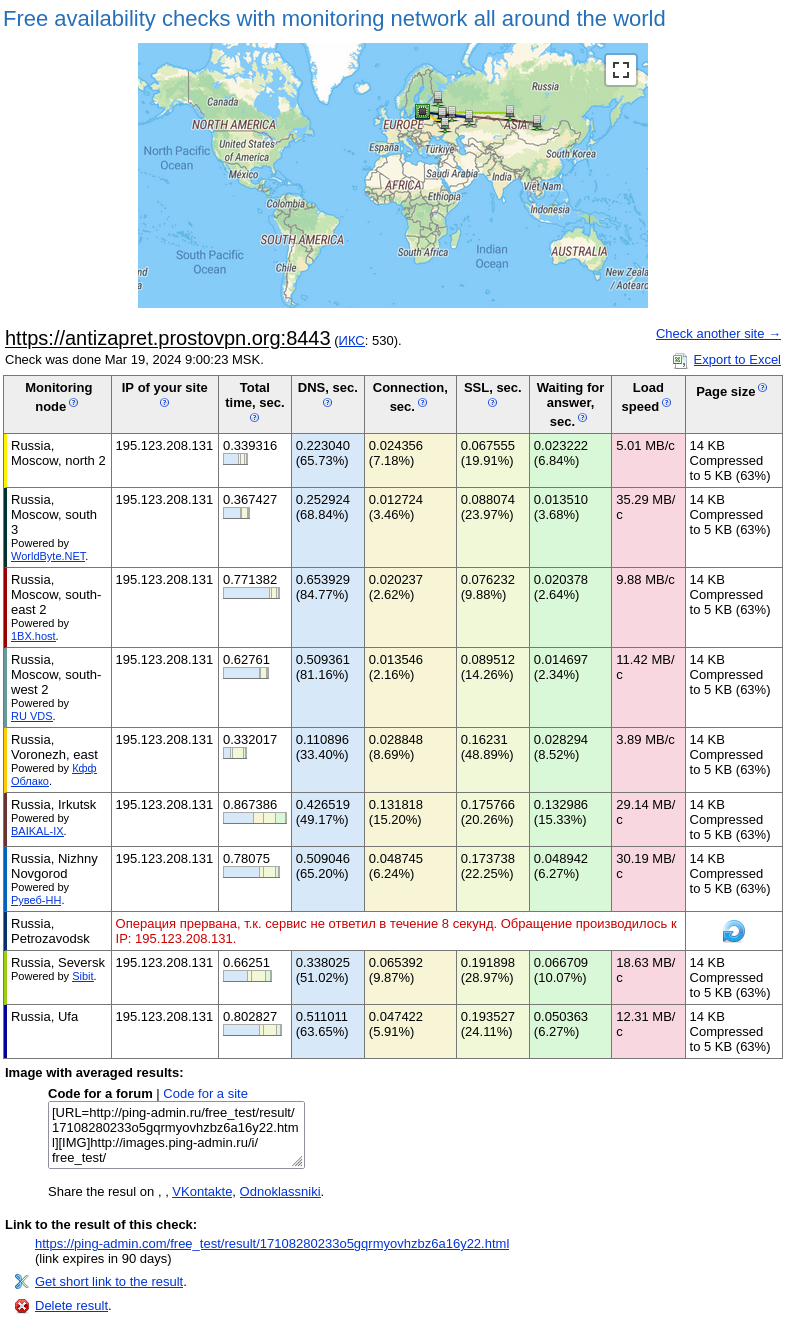 Free availability checks with monitoring network all around the world
Russia
Canada
NORTH AMERICA
EUROPE
ASIA
North Pacific
Ocean
United States
of America
España
Türkiye
South Korea
México
Saudi Arabia
India
AFRICA
Viet Nam
Colombia
Ethiopia
Indonesia
SOUTH AMERICA
South Pacific
Ocean
South Africa
Indian
Ocean
AUSTRALIA
Chile
nd
New Zeala
/ Aotearo
https://antizapret.prostovpn.org:8443 (ИКС: 530).
Check another site →
Check was done Mar 19, 2024 9:00:23 MSK.
Export to Excel
Monitoring
node
IP of your site
Total
time, sec.
DNS, sec.
Connection,
sec.
SSL, sec.
Waiting for
answer,
sec.
Load
speed
Page size
Russia,
Moscow, north 2
195.123.208.131
0.339316
0.223040
(65.73%)
0.024356
(7.18%)
0.067555
(19.91%)
0.023222
(6.84%)
5.01 MB/c
14 KB
Compressed
to 5 KB (63%)
Russia,
Moscow, south
3
Powered by
WorldByte.NET.
195.123.208.131
0.367427
0.252924
(68.84%)
0.012724
(3.46%)
0.088074
(23.97%)
0.013510
(3.68%)
35.29 MB/
c
14 KB
Compressed
to 5 KB (63%)
Russia,
Moscow, south-
east 2
Powered by
1BX.host.
195.123.208.131
0.771382
0.653929
(84.77%)
0.020237
(2.62%)
0.076232
(9.88%)
0.020378
(2.64%)
9.88 MB/c
14 KB
Compressed
to 5 KB (63%)
Russia,
Moscow, south-
west 2
Powered by
RU VDS.
195.123.208.131
0.62761
0.509361
(81.16%)
0.013546
(2.16%)
0.089512
(14.26%)
0.014697
(2.34%)
11.42 MB/
c
14 KB
Compressed
to 5 KB (63%)
Russia,
Voronezh, east
Powered by Кфф
Облако.
195.123.208.131
0.332017
0.110896
(33.40%)
0.028848
(8.69%)
0.16231
(48.89%)
0.028294
(8.52%)
3.89 MB/c
14 KB
Compressed
to 5 KB (63%)
Russia, Irkutsk
Powered by
BAIKAL-IX.
195.123.208.131
0.867386
0.426519
(49.17%)
0.131818
(15.20%)
0.175766
(20.26%)
0.132986
(15.33%)
29.14 MB/
c
14 KB
Compressed
to 5 KB (63%)
Russia, Nizhny
Novgorod
Powered by
Рувеб-НН.
195.123.208.131
0.78075
0.509046
(65.20%)
0.048745
(6.24%)
0.173738
(22.25%)
0.048942
(6.27%)
30.19 MB/
c
14 KB
Compressed
to 5 KB (63%)
Russia,
Petrozavodsk
Операция прервана, т.к. сервис не ответил в течение 8 секунд. Обращение производилось к
IP: 195.123.208.131.
Russia, Seversk
Powered by Sibit.
195.123.208.131
0.66251
0.338025
(51.02%)
0.065392
(9.87%)
0.191898
(28.97%)
0.066709
(10.07%)
18.63 MB/
c
14 KB
Compressed
to 5 KB (63%)
Russia, Ufa
195.123.208.131
0.802827
0.511011
(63.65%)
0.047422
(5.91%)
0.193527
(24.11%)
0.050363
(6.27%)
12.31 MB/
c
14 KB
Compressed
to 5 KB (63%)
Image with averaged results:
Code for a forum | Code for a site
[URL=http://ping-admin.ru/free_test/result/
17108280233o5gqrmyovhzbz6a16y22.htm
l][IMG]http://images.ping-admin.ru/i/
free_test/
Share the resul on , , VKontakte, Odnoklassniki.
Link to the result of this check:
https://ping-admin.com/free_test/result/17108280233o5gqrmyovhzbz6a16y22.html
(link expires in 90 days)
Get short link to the result.
Delete result.